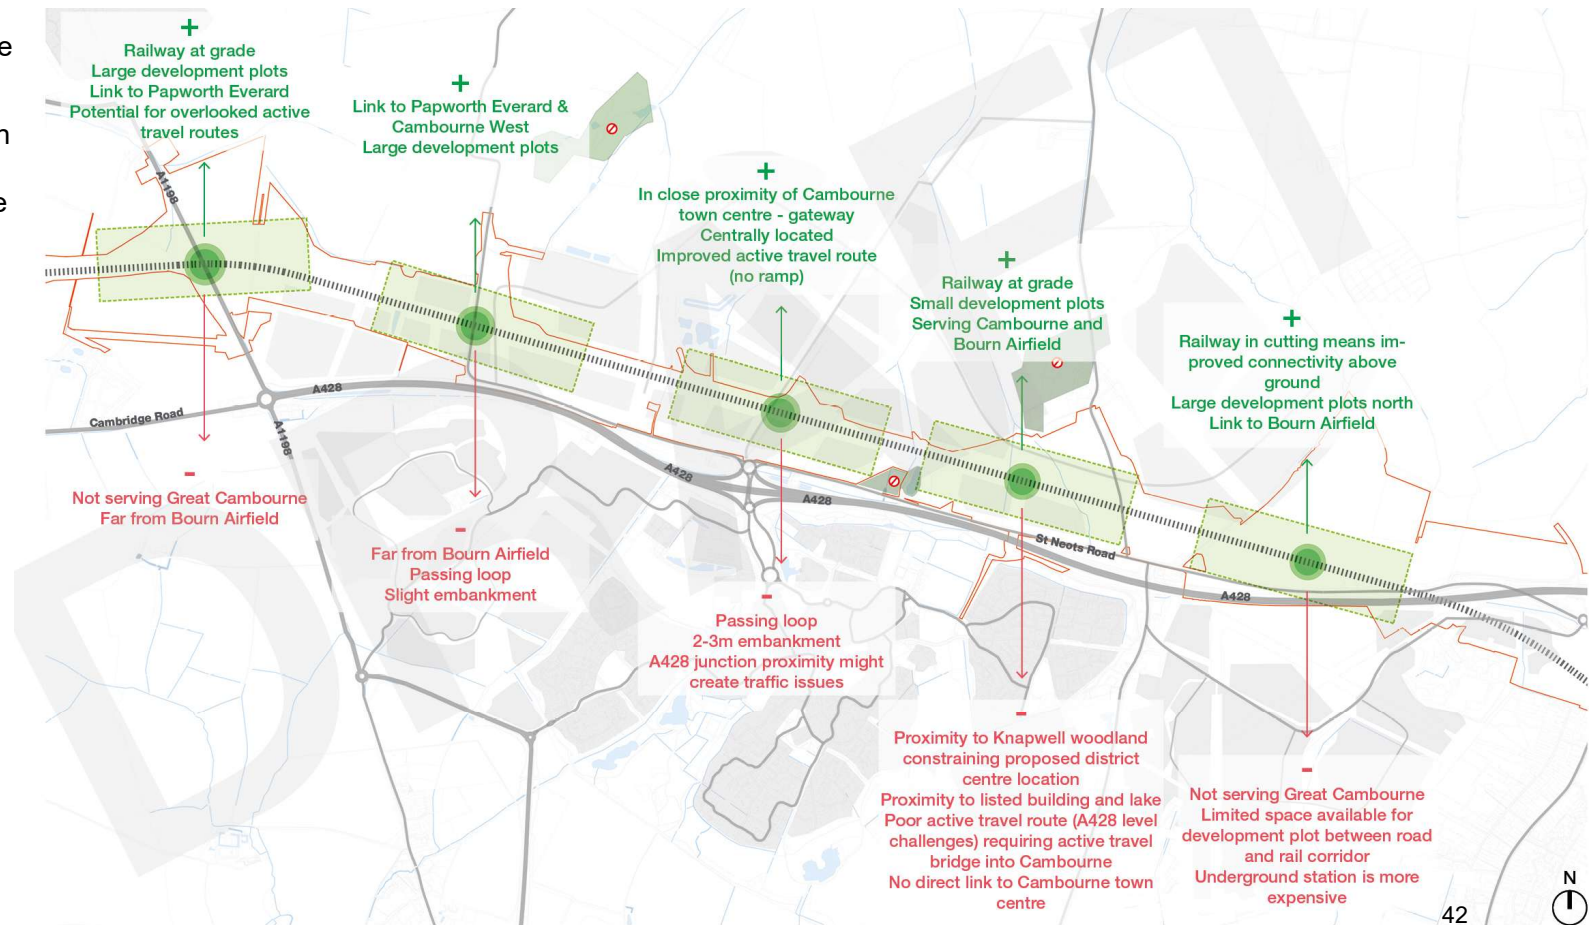 e
n
e
+
Railway at grade
Large development plots
Link to Papworth Everard
Potential for overlooked active
travel routes
+
Link to Papworth Everard &
Cambourne West
Large development plots
+
In close proximity of Cambourne
town centre - gateway
Centrally located
Improved active travel route
(no ramp)
+
Railway at grade
Small development plots
Serving Cambourne and
Bourn Airfield
+
Railway in cutting means im-
proved connectivity above
ground
Large development plots north
Link to Bourn Airfield
A1198
A428
Cambridge Road
A1198
A428
A428
St Neots Road
A428
-
Not serving Great Cambourne
Far from Bourn Airfield
-
Far from Bourn Airfield
Passing loop
Slight embankment
-
Passing loop
2-3m embankment
A428 junction proximity might
create traffic issues
-
Proximity to Knapwell woodland
constraining proposed district
centre location
Proximity to listed building and lake
Poor active travel route (A428 level
challenges) requiring active travel
bridge into Cambourne
No direct link to Cambourne town
centre
-
Not serving Great Cambourne
Limited space available for
development plot between road
and rail corridor
Underground station is more
expensive
N
42
DRAFT